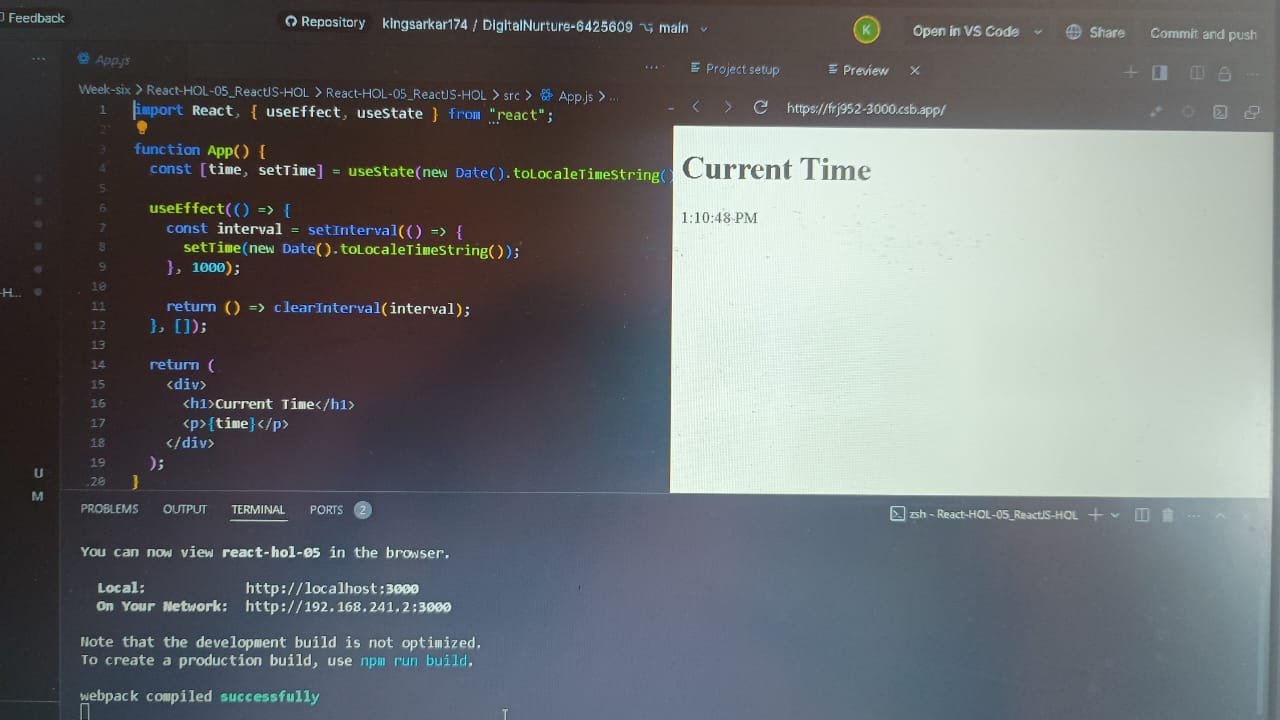 Feedback
Repository kingsarkar174 / DigitalNurture-6425609 main
K Open in VS Code Share Commit and push
App.js
Week-six > React-HOL-05_ReactJS-HOL > React-HOL-05_ReactJS-HOL > src > App.js > ...
1 import React, { useEffect, useState } from "react";
2
3 function App() {
4 const [time, setTime] = useState(new Date().toLocaleTimeString()
5
6 useEffect(() => {
7 const interval = setInterval(() => {
8 setTime(new Date().toLocaleTimeString());
9 }, 1000);
10
11 return () => clearInterval(interval);
12 }, []);
13
14 return (
15 <div>
16 <h1>Current Time</h1>
17 <p>{time}</p>
18 </div>
19 );
20 }
-H...
U
M
Project setup Preview
https://frj952-3000.csb.app/
Current Time
1:10:48 PM
PROBLEMS OUTPUT TERMINAL PORTS 2
zsh - React-HOL-05_ReactJS-HOL
You can now view react-hol-05 in the browser.
Local: http://localhost:3000
On Your Network: http://192.168.241.2:3000
Note that the development build is not optimized.
To create a production build, use npm run build.
webpack compiled successfully